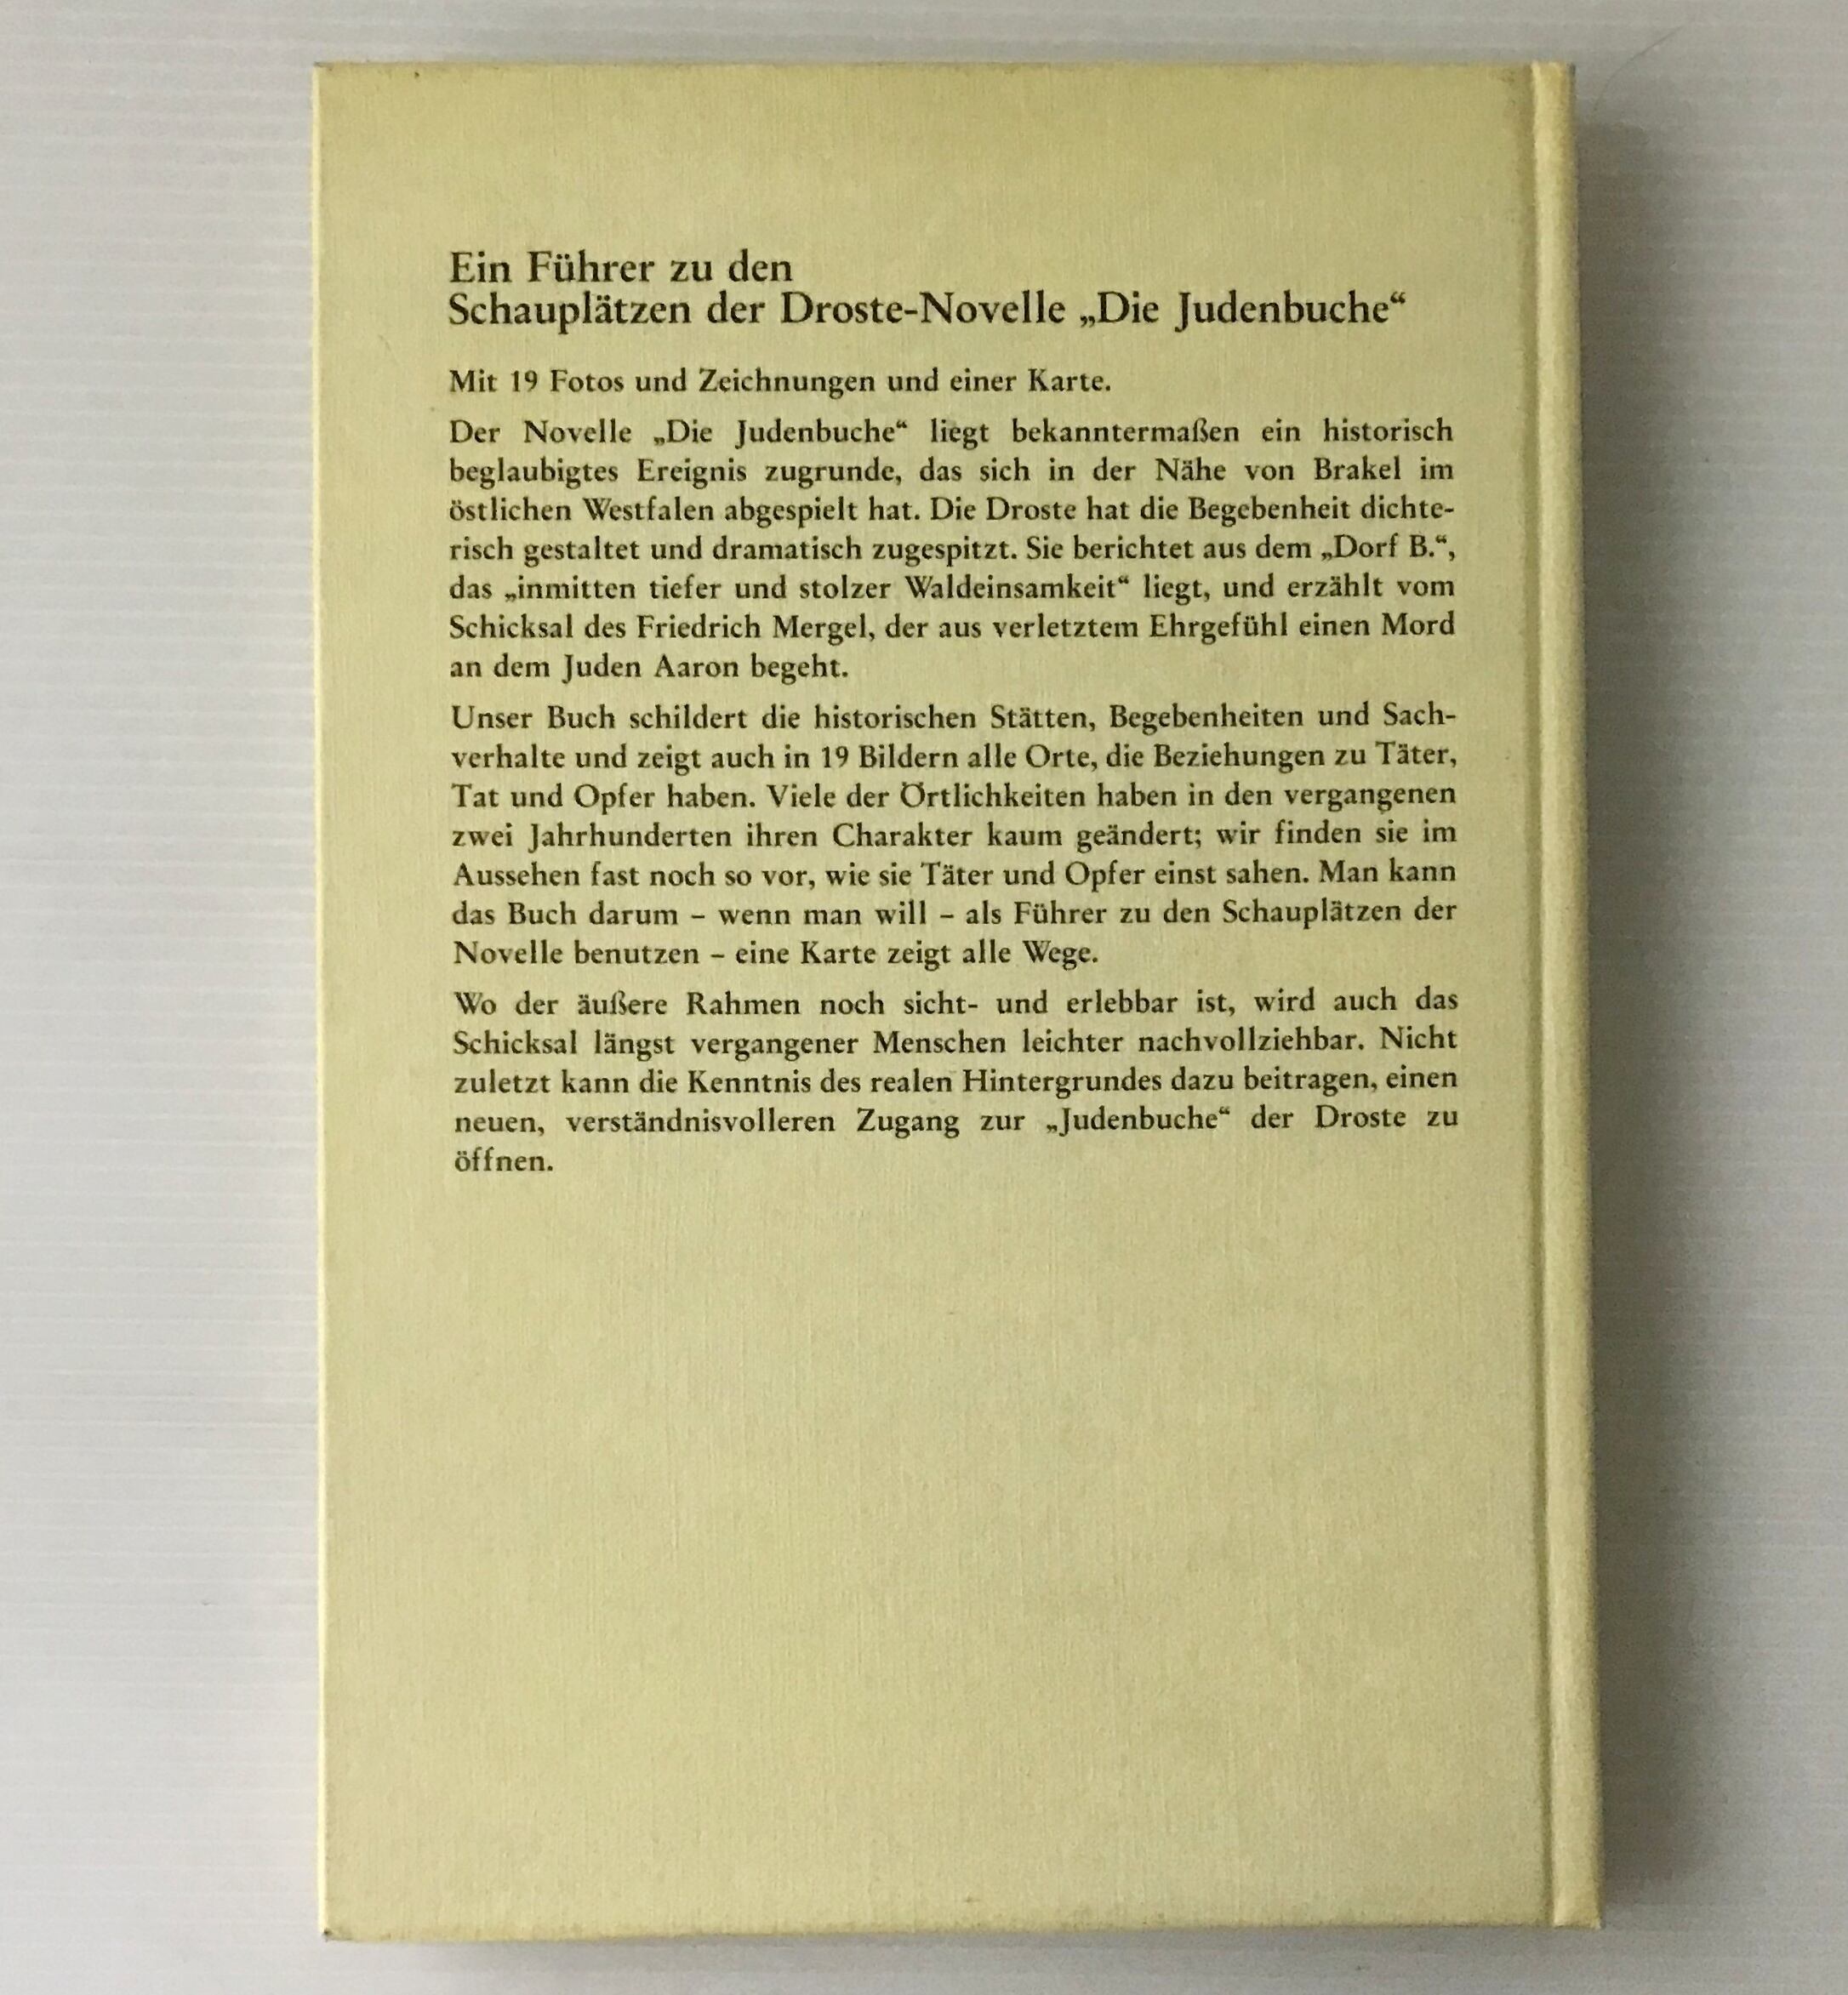 Ein Führer zu den
Schauplätzen der Droste-Novelle „Die Judenbuche“
Mit 19 Fotos und Zeichnungen und einer Karte.
Der Novelle „Die Judenbuche“ liegt bekanntermaßen ein historisch
beglaubigtes Ereignis zugrunde, das sich in der Nähe von Brakel im
östlichen Westfalen abgespielt hat. Die Droste hat die Begebenheit dichte-
risch gestaltet und dramatisch zugespitzt. Sie berichtet aus dem „Dorf B.“,
das „inmitten tiefer und stolzer Waldeinsamkeit“ liegt, und erzählt vom
Schicksal des Friedrich Mergel, der aus verletztem Ehrgefühl einen Mord
an dem Juden Aaron begeht.
Unser Buch schildert die historischen Stätten, Begebenheiten und Sach-
verhalte und zeigt auch in 19 Bildern alle Orte, die Beziehungen zu Täter,
Tat und Opfer haben. Viele der Örtlichkeiten haben in den vergangenen
zwei Jahrhunderten ihren Charakter kaum geändert; wir finden sie im
Aussehen fast noch so vor, wie sie Täter und Opfer einst sahen. Man kann
das Buch darum – wenn man will – als Führer zu den Schauplätzen der
Novelle benutzen – eine Karte zeigt alle Wege.
Wo der äußere Rahmen noch sicht- und erlebbar ist, wird auch das
Schicksal längst vergangener Menschen leichter nachvollziehbar. Nicht
zuletzt kann die Kenntnis des realen Hintergrundes dazu beitragen, einen
neuen, verständnisvolleren Zugang zur „Judenbuche“ der Droste zu
öffnen.